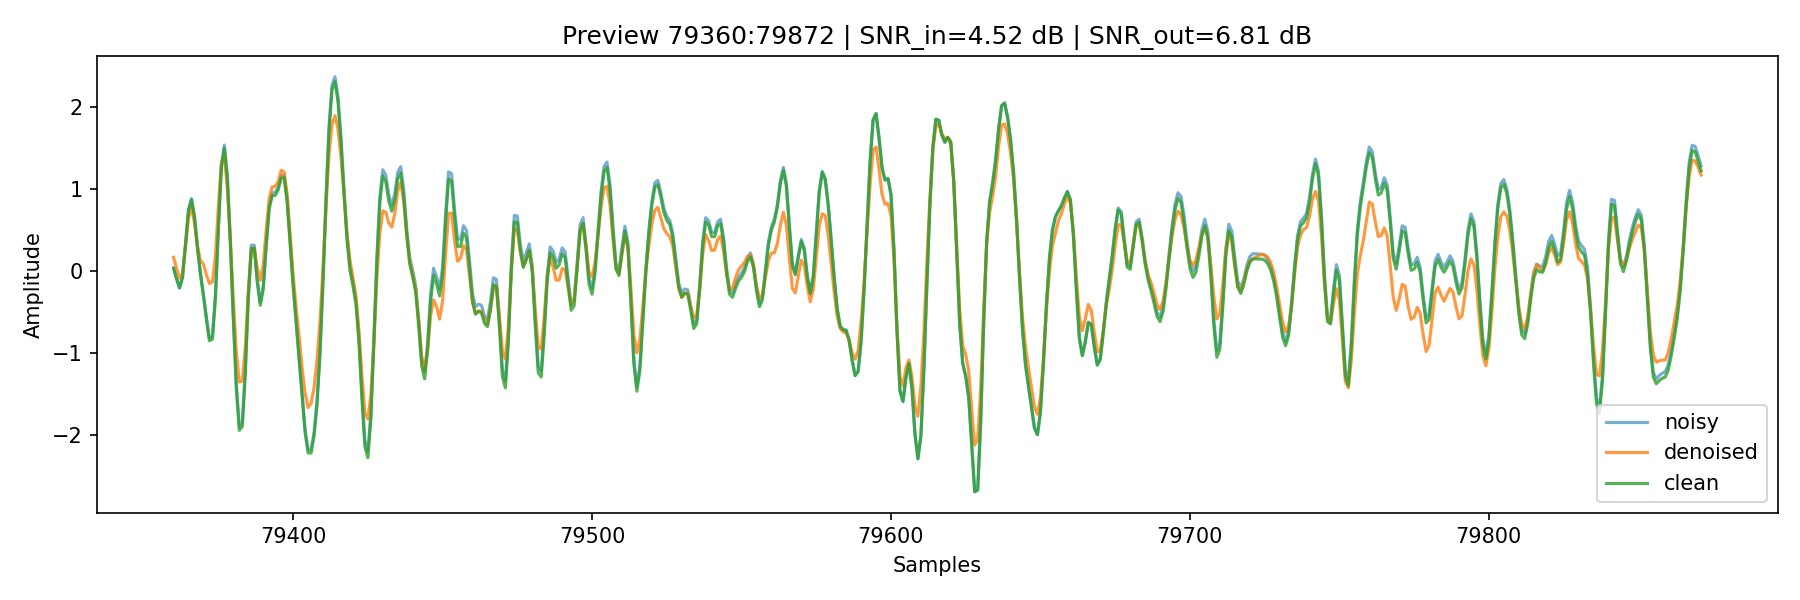 Preview 79360:79872 | SNR_in=4.52 dB | SNR_out=6.81 dB
Amplitude
2
1
0
−1
−2
79400 79500 79600 79700 79800
Samples
noisy
denoised
clean